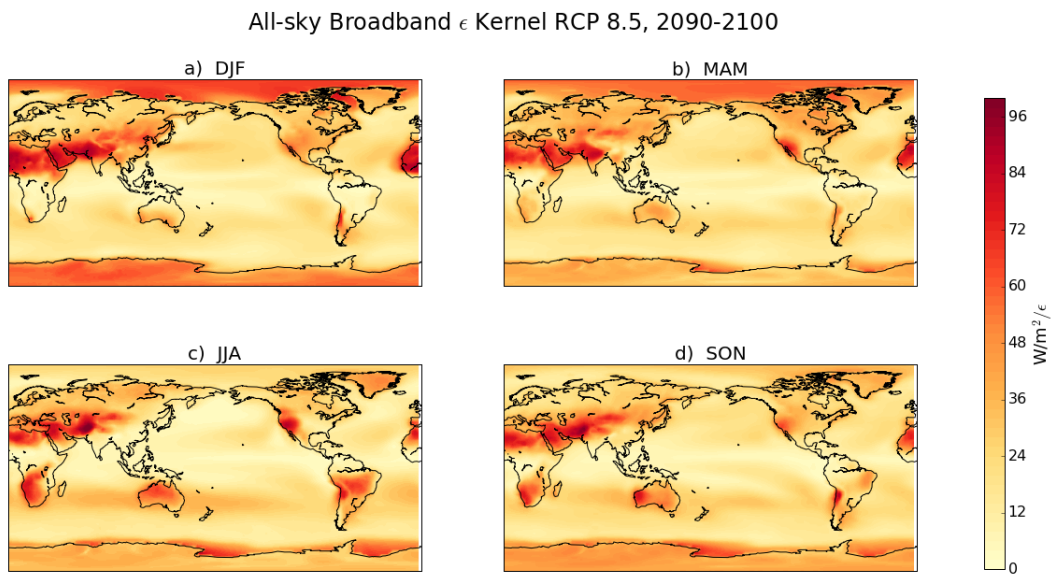 All-sky Broadband ϵ Kernel RCP 8.5, 2090-2100
a) DJF
b) MAM
96
84
72
60
48
36
24
12
0
W/m²/ϵ
c) JJA
d) SON